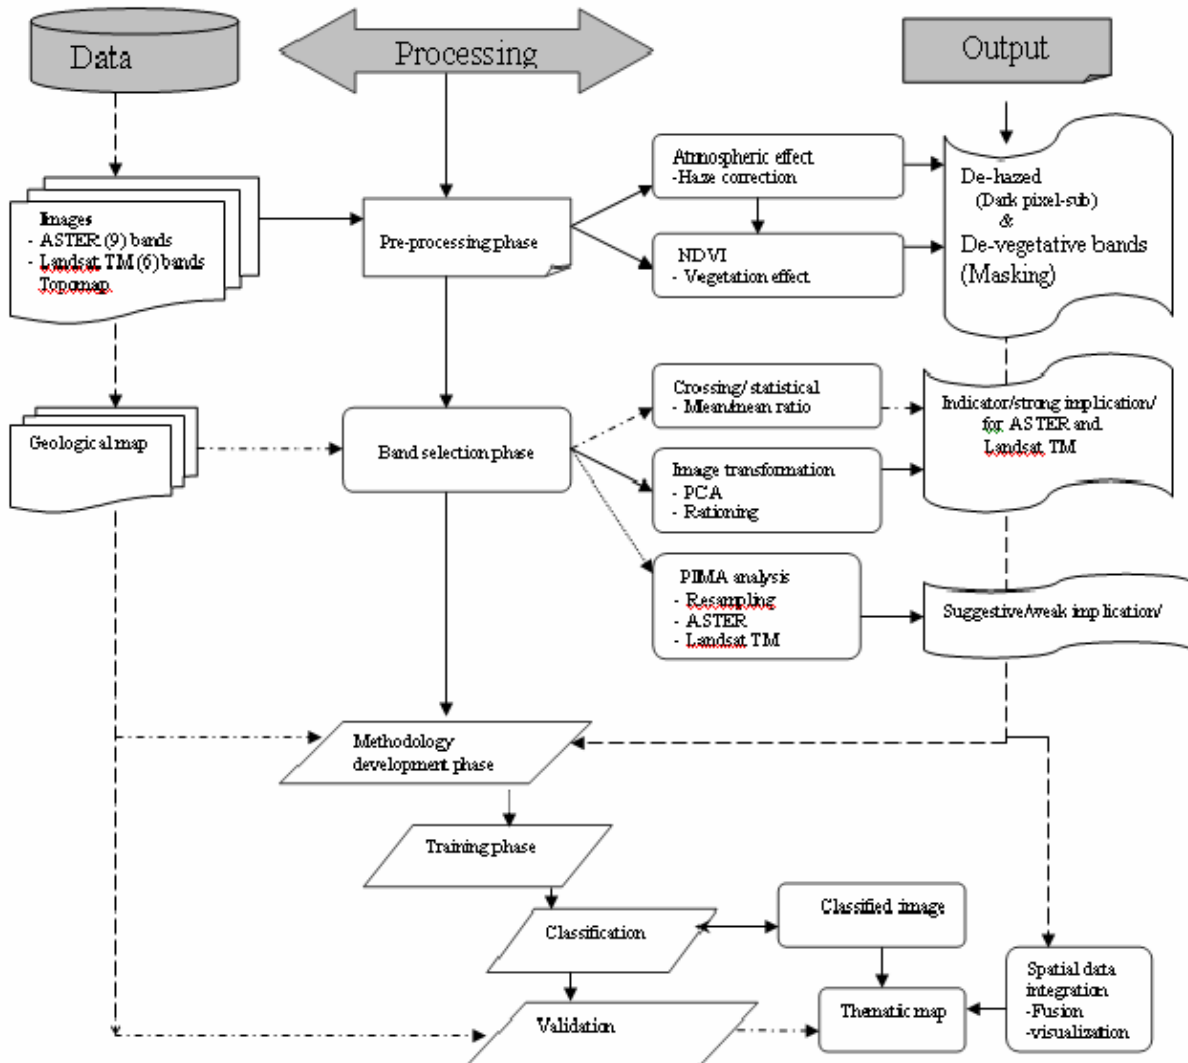 Data
Processing
Output
Images
- ASTER (9) bands
- Landsat TM (6) bands
Topomap
Pre-processing phase
Atmospheric effect
-Haze correction
NDVI
- Vegetation effect
De-hazed
(Dark pixel-sub)
&
De-vegetative bands
(Masking)
Geological map
Band selection phase
Crossing/ statistical
- Mean/mean ratio
Image transformation
- PCA
- Rationing
PIMA analysis
- Resampling
- ASTER
- Landsat TM
Indicator/strong implication/
for ASTER and
Landsat TM
Suggestive/weak implication/
Methodology
development phase
Training phase
Classification
Classified image
Validation
Thematic map
Spatial data
integration
-Fusion
-visualization